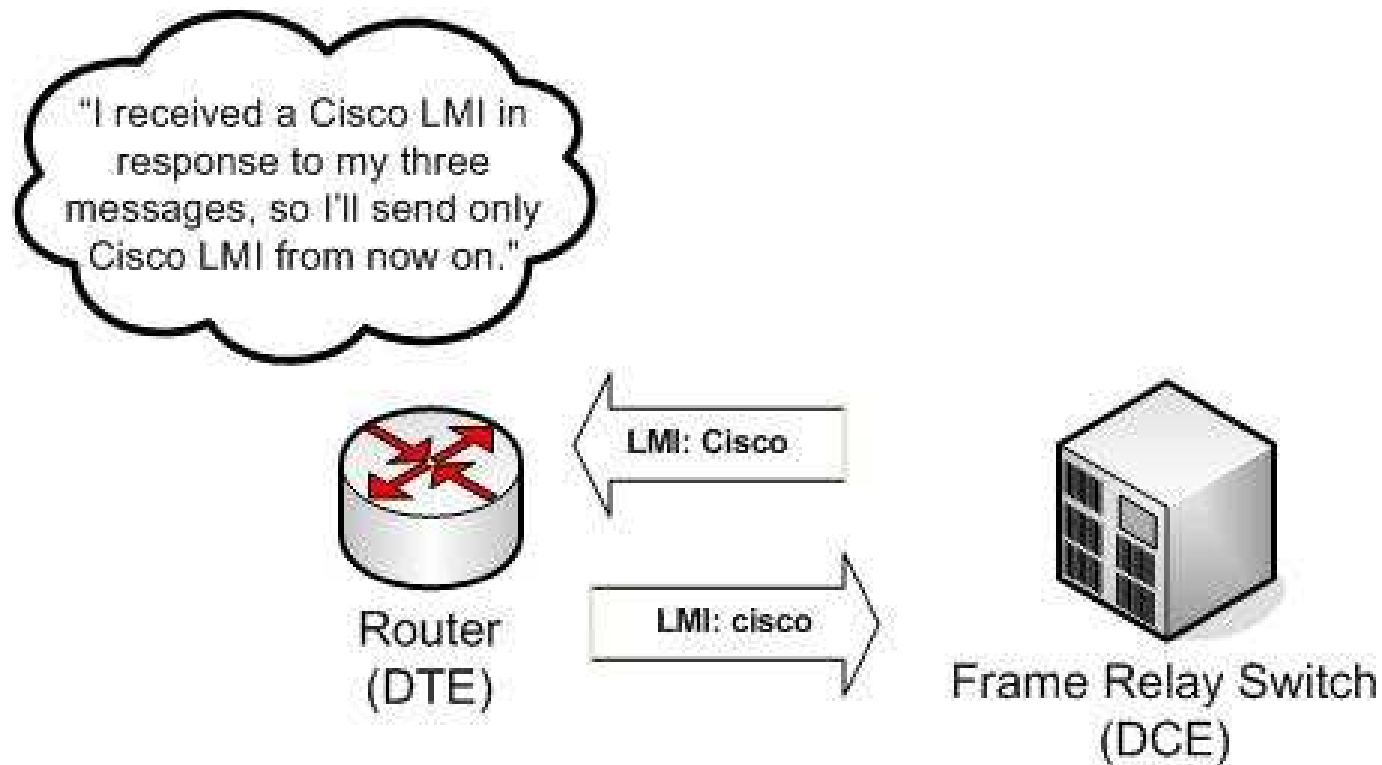 "I received a Cisco LMI in
response to my three
messages, so I'll send only
Cisco LMI from now on."
LMI: Cisco
LMI: cisco
Router
(DTE)
Frame Relay Switch
(DCE)